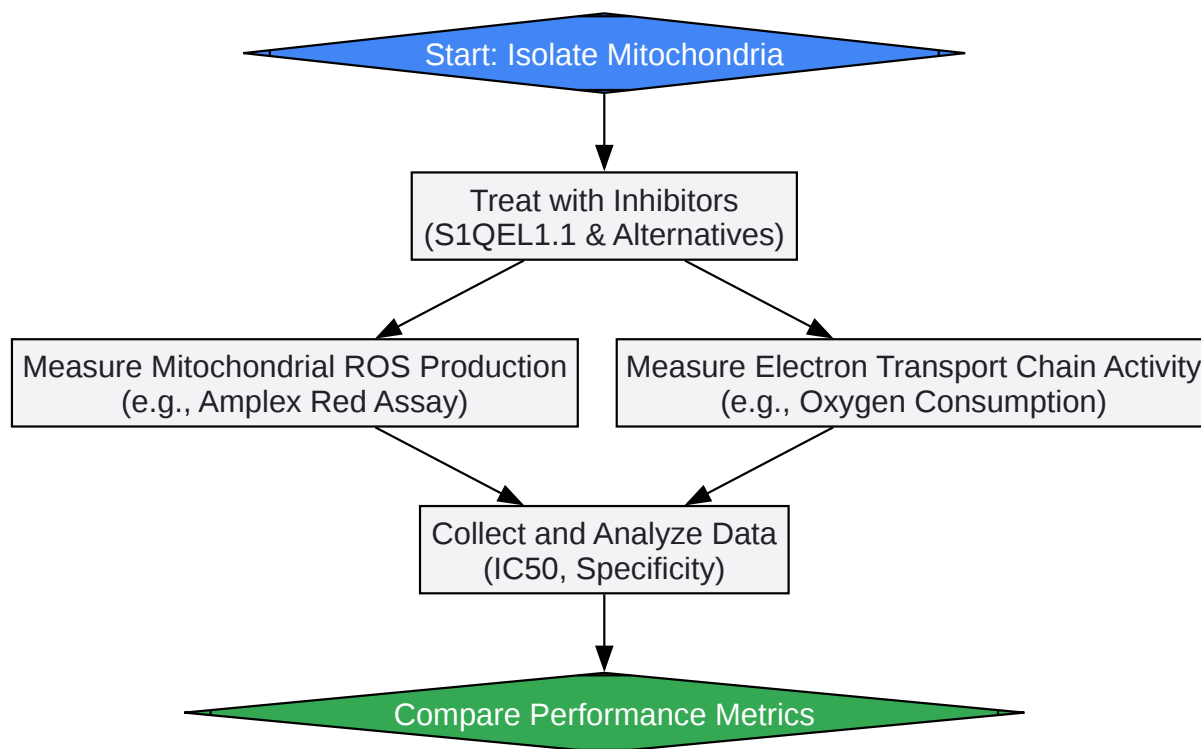 Start: Isolate Mitochondria
Treat with Inhibitors
(S1QEL1.1 & Alternatives)
Measure Mitochondrial ROS Production
(e.g., Amplex Red Assay)
Measure Electron Transport Chain Activity
(e.g., Oxygen Consumption)
Collect and Analyze Data
(IC50, Specificity)
Compare Performance Metrics